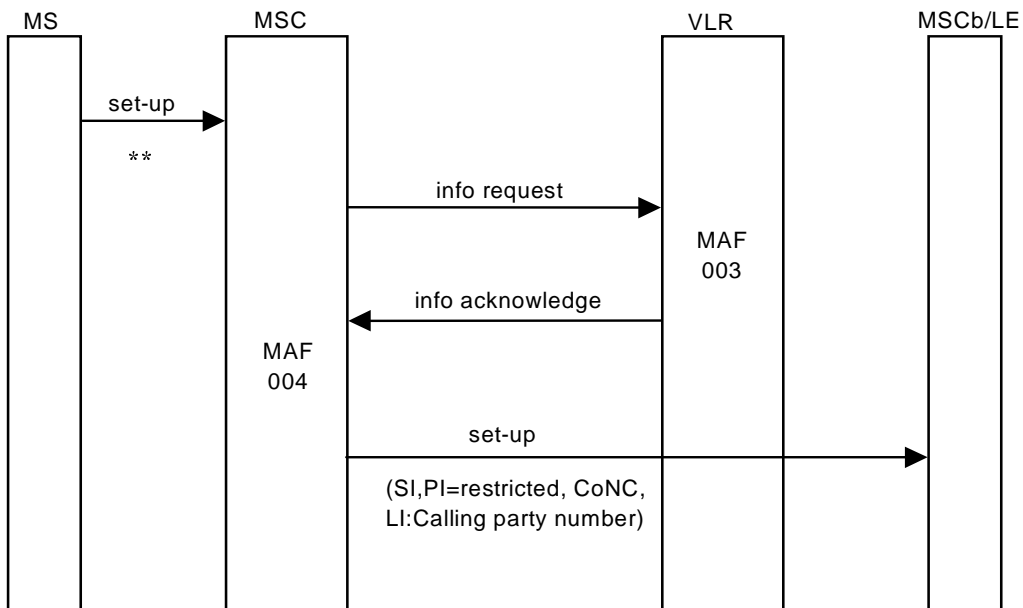 MS
MSC
VLR
MSCb/LE
set-up
**
info request
MAF
003
info acknowledge
MAF
004
set-up
(SI,PI=restricted, CoNC,
LI:Calling party number)